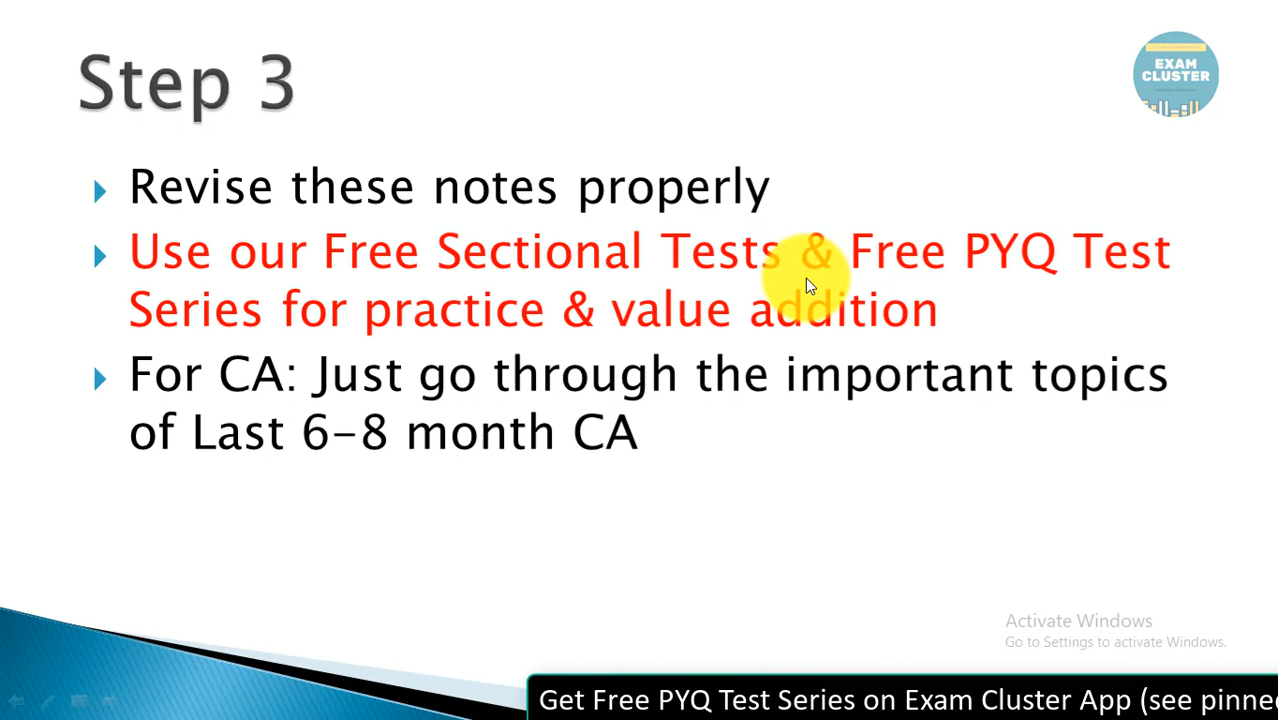 Step 3
EXAM
CLUSTER
Revise these notes properly
Use our Free Sectional Tests & Free PYQ Test
Series for practice & value addition
For CA: Just go through the important topics
of Last 6-8 month CA
Activate Windows
Go to Settings to activate Windows.
Get Free PYQ Test Series on Exam Cluster App (see pinne